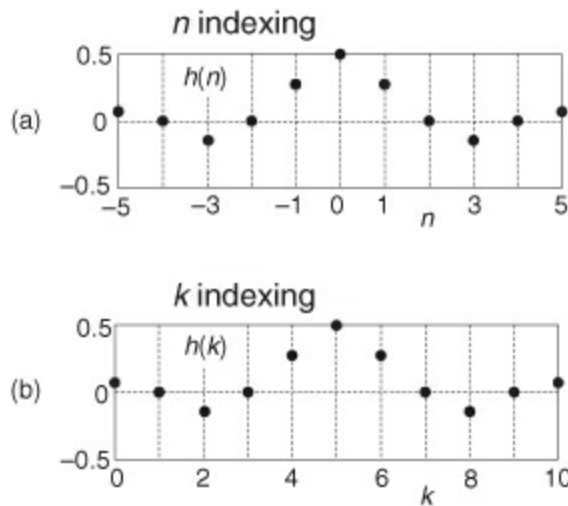 n indexing
0.5
h(n)
(a)
0
−0.5
−5 −3 −1 0 1 3 5
n
k indexing
0.5
h(k)
(b)
0
−0.5
0 2 4 6 8 10
k